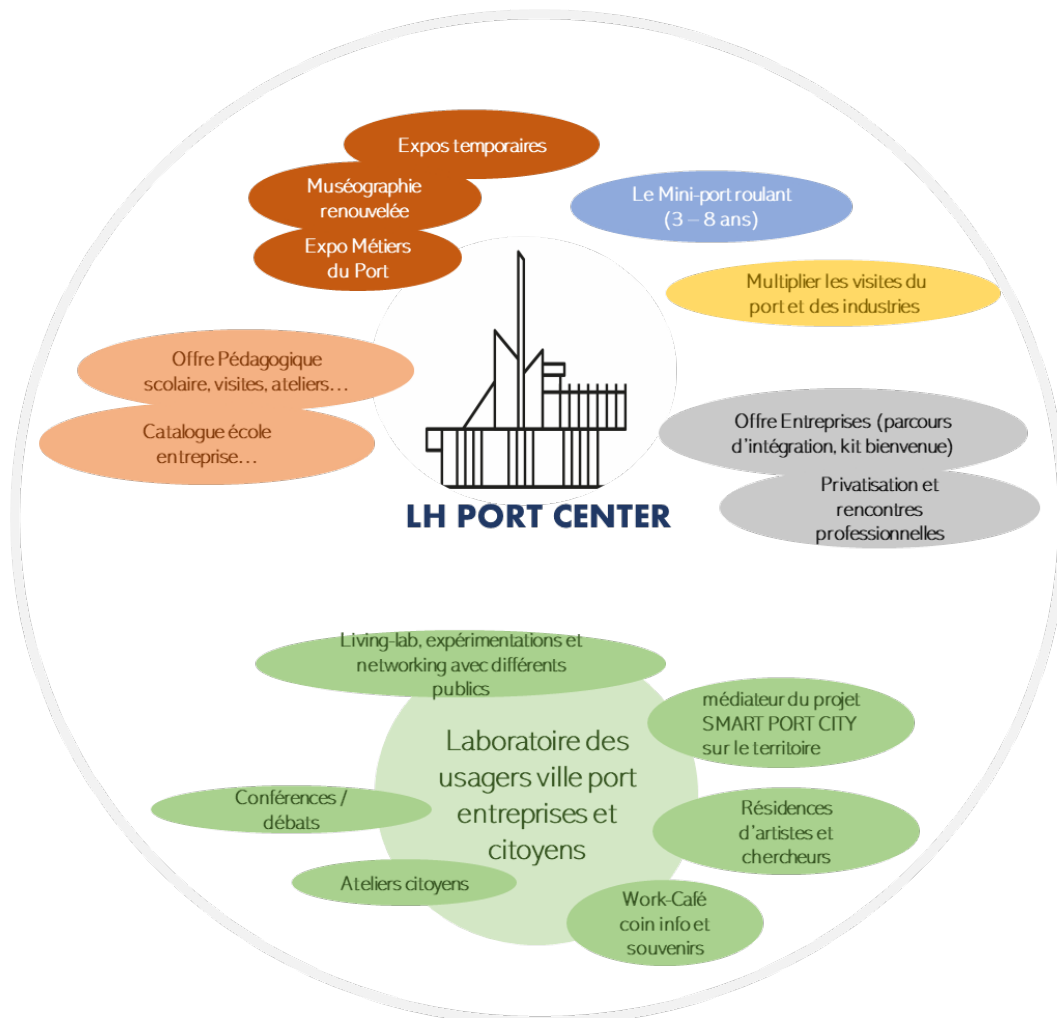 Expos temporaires
Muséographie
renouvelée
Expo Métiers
du Port
Le Mini-port roulant
(3 – 8 ans)
Multiplier les visites du
port et des industries
Offre Pédagogique
scolaire, visites, ateliers…
Catalogue école
entreprise…
Offre Entreprises (parcours
d'intégration, kit bienvenue)
Privatisation et
rencontres
professionnelles
LH PORT CENTER
Living-lab, expérimentations et
networking avec différents
publics
médiateur du projet
SMART PORT CITY
sur le territoire
Laboratoire des
usagers ville port
entreprises et
citoyens
Conférences /
débats
Résidences
d'artistes et
chercheurs
Ateliers citoyens
Work-Café
coin info et
souvenirs